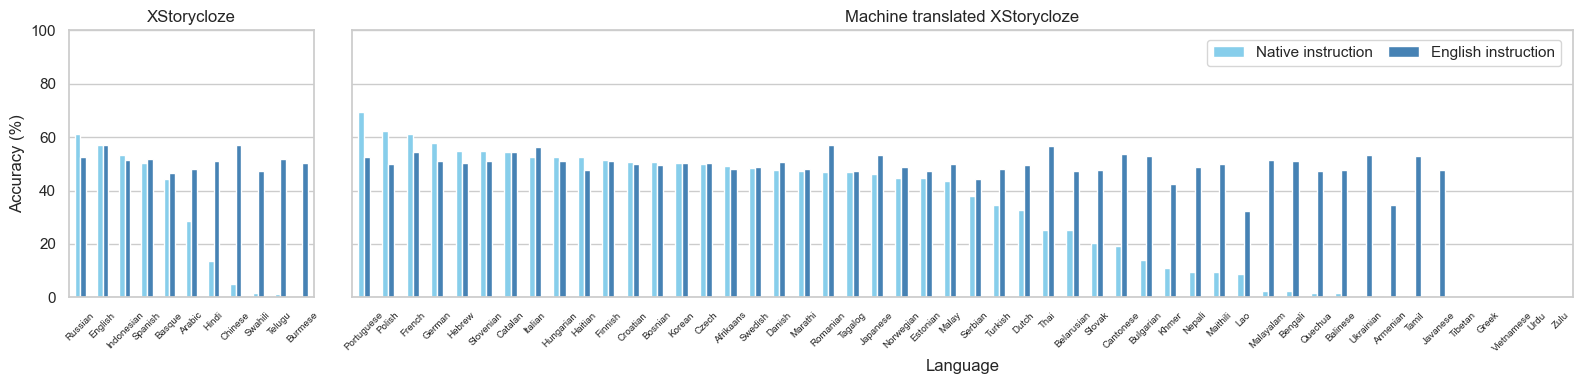 XStorycloze
Machine translated XStorycloze
Accuracy (%)
100
80
60
40
20
0
Native instruction
English instruction
Russian
English
Indonesian
Spanish
Basque
Arabic
Hindi
Chinese
Swahili
Telugu
Burmese
Portuguese
Polish
French
German
Hebrew
Slovenian
Catalan
Italian
Hungarian
Haitian
Finnish
Croatian
Bosnian
Korean
Czech
Afrikaans
Swedish
Danish
Marathi
Romanian
Tagalog
Japanese
Norwegian
Estonian
Malay
Serbian
Turkish
Dutch
Thai
Belarusian
Slovak
Cantonese
Bulgarian
Khmer
Nepali
Maithili
Lao
Malayalam
Bengali
Quechua
Balinese
Ukrainian
Armenian
Tamil
Javanese
Tibetan
Greek
Vietnamese
Urdu
Zulu
Language